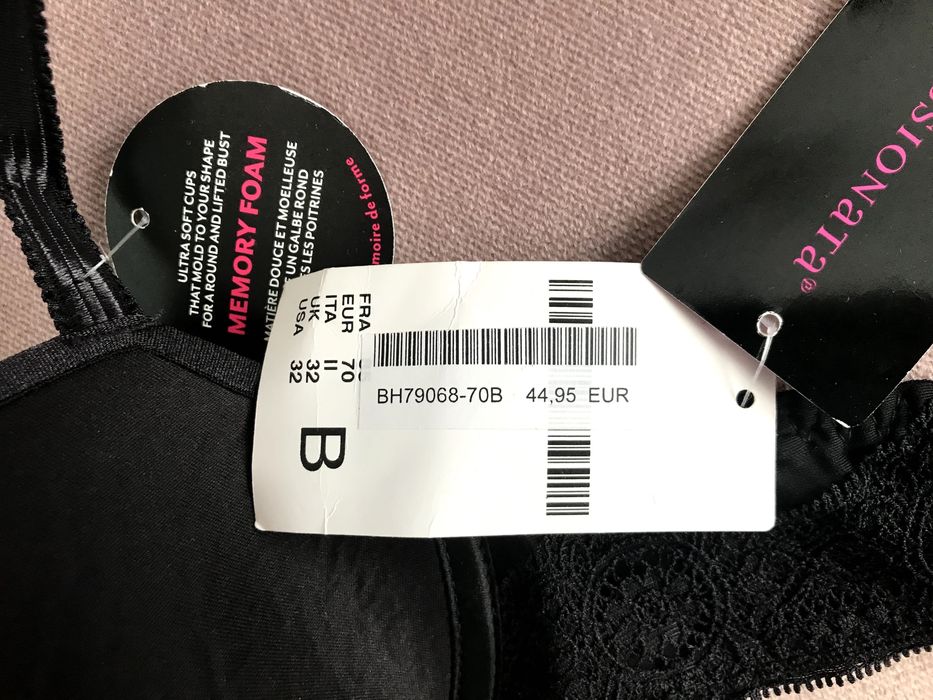 ULTRA SOFT CUPS
THAT MOLD TO YOUR SHAPE
FOR A ROUND AND LIFTED BUST
MEMORY FOAM
MATIÈRE DOUCE ET MOELLEUSE
UN GALBE ROND
LES POITRINES
moire de forme
SSIONATA®
FRA
EUR 70
ITA II
UK 32
USA 32
B
BH79068-70B 44,95 EUR